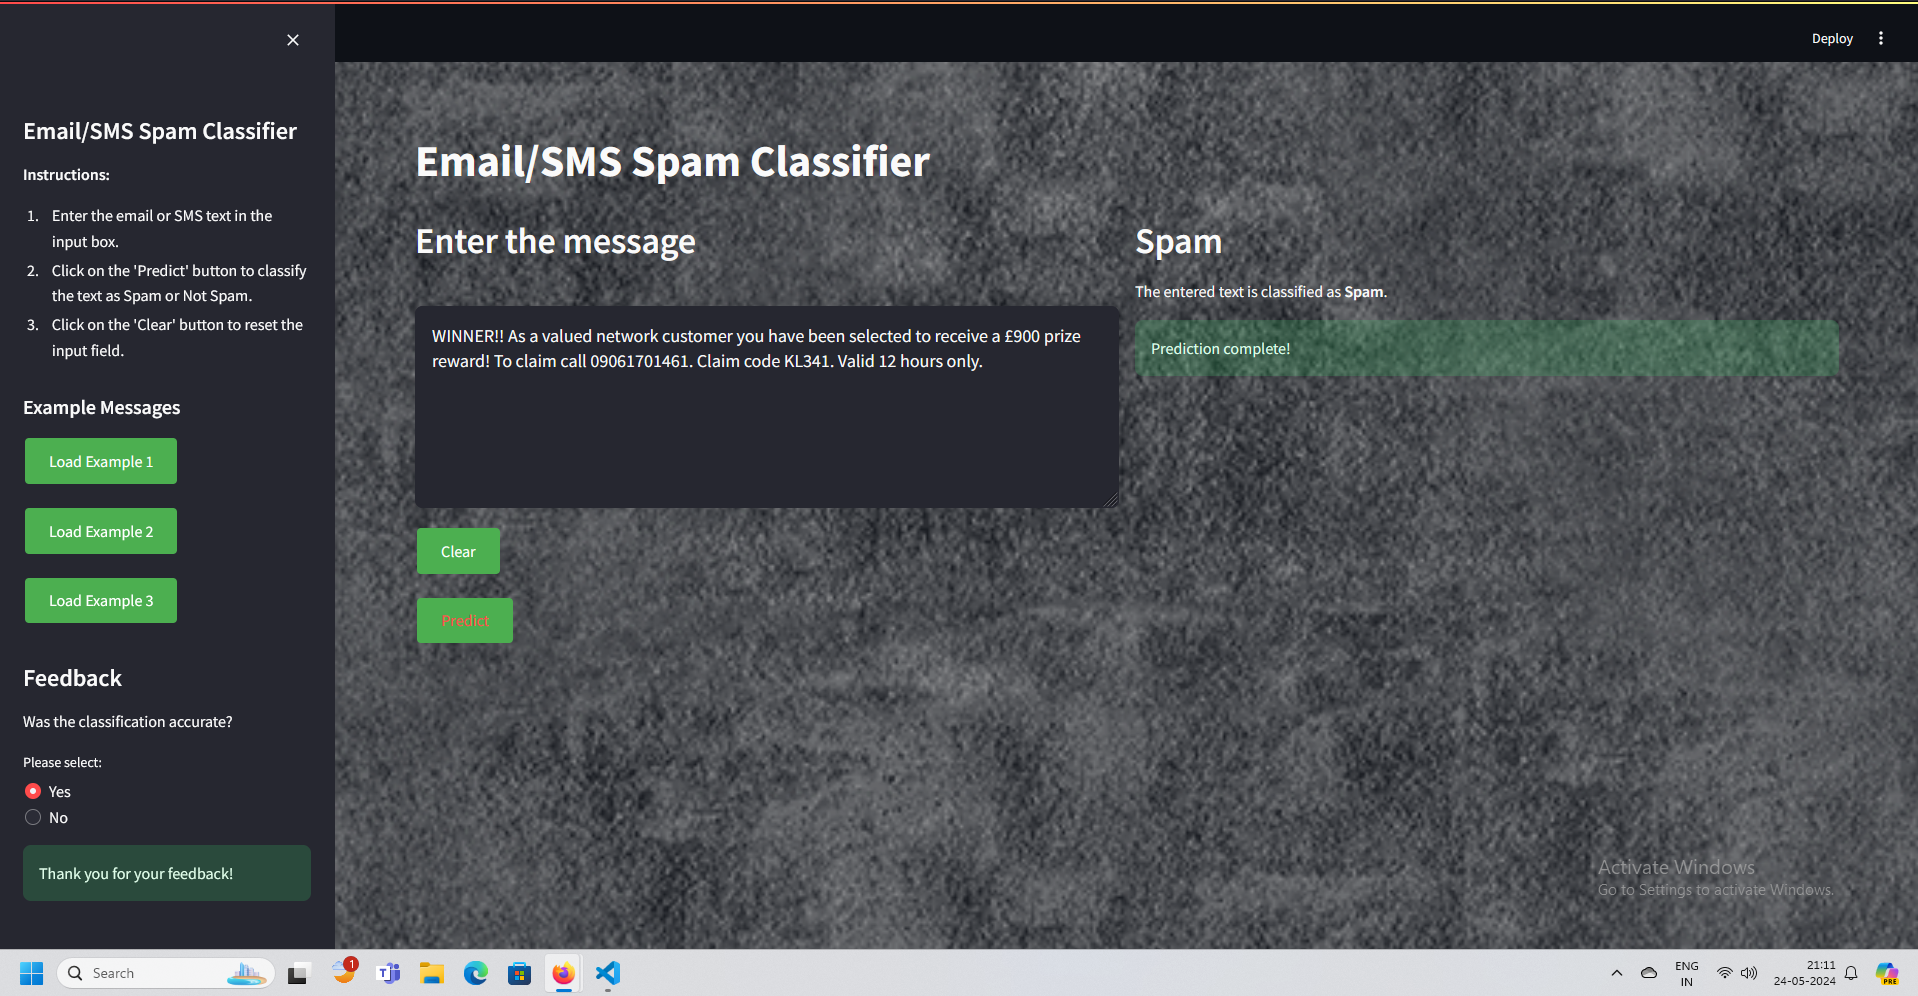 Deploy
Email/SMS Spam Classifier
Instructions:
1. Enter the email or SMS text in the
input box.
2. Click on the 'Predict' button to classify
the text as Spam or Not Spam.
3. Click on the 'Clear' button to reset the
input field.
Example Messages
Load Example 1
Load Example 2
Load Example 3
Feedback
Was the classification accurate?
Please select:
Yes
No
Thank you for your feedback!
Email/SMS Spam Classifier
Enter the message
WINNER!! As a valued network customer you have been selected to receive a £900 prize
reward! To claim call 09061701461. Claim code KL341. Valid 12 hours only.
Clear
Predict
Spam
The entered text is classified as Spam.
Prediction complete!
Activate Windows
Go to Settings to activate Windows.
Search
1
T
ENG
IN
21:11
24-05-2024
PRE